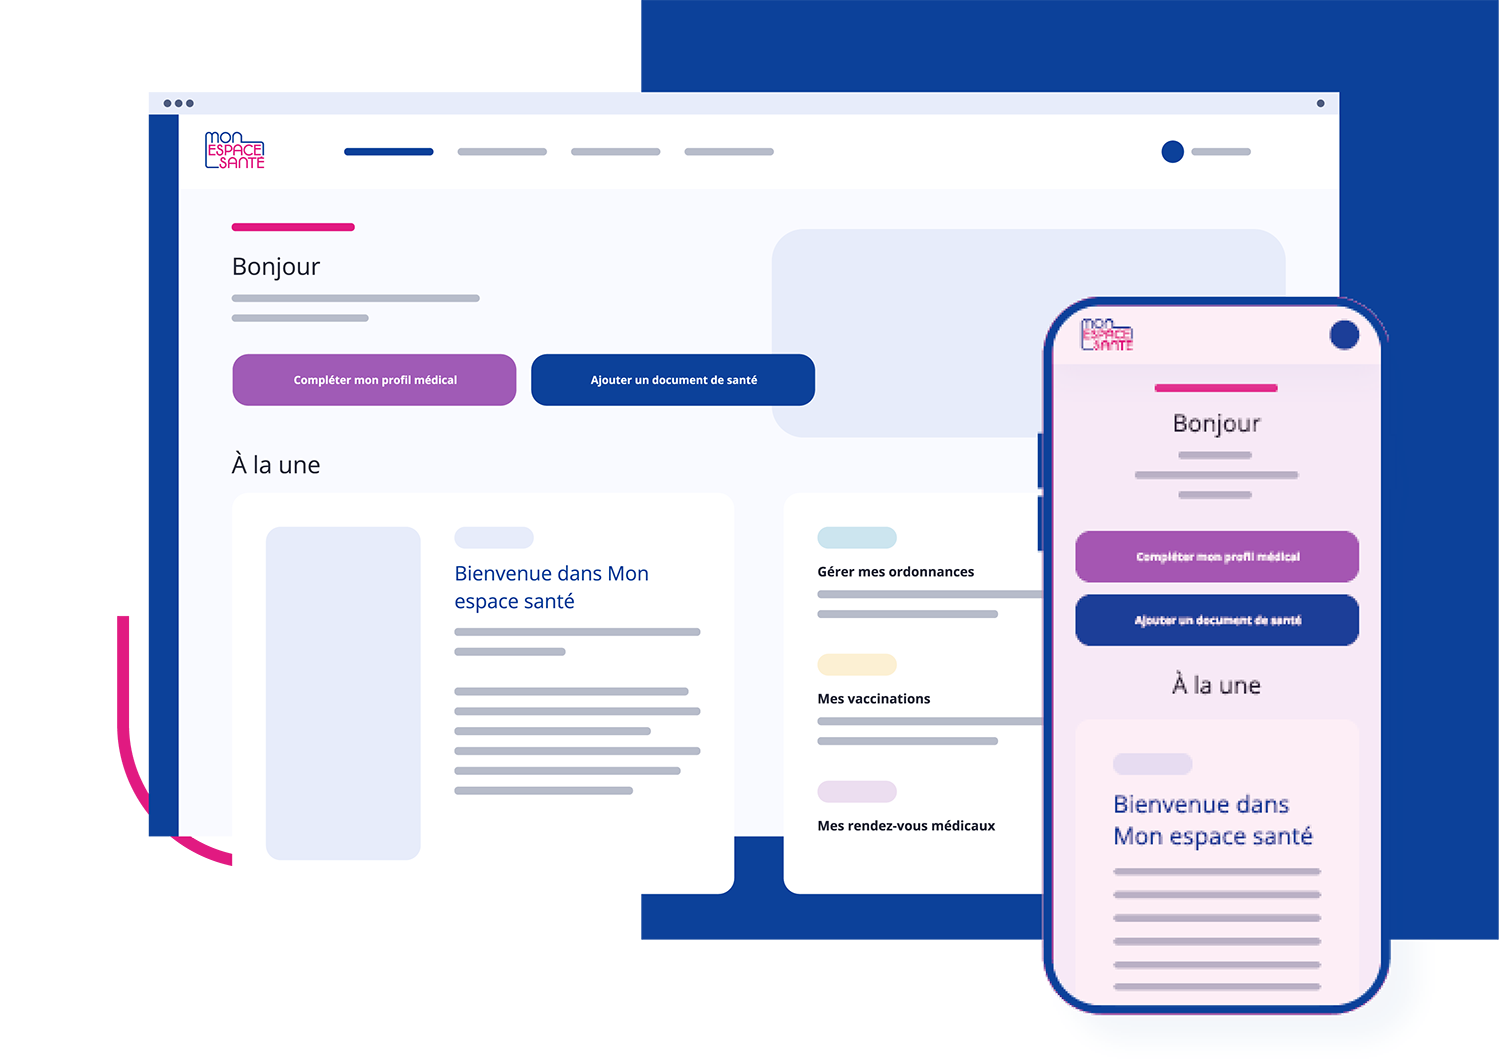 MON
ESPACE
SANTÉ
Bonjour
Compléter mon profil médical
Ajouter un document de santé
À la une
Bienvenue dans Mon
espace santé
Gérer mes ordonnances
Mes vaccinations
Mes rendez-vous médicaux
MON
ESPACE
SANTÉ
Bonjour
Compléter mon profil médical
Ajouter un document de santé
À la une
Bienvenue dans
Mon espace santé